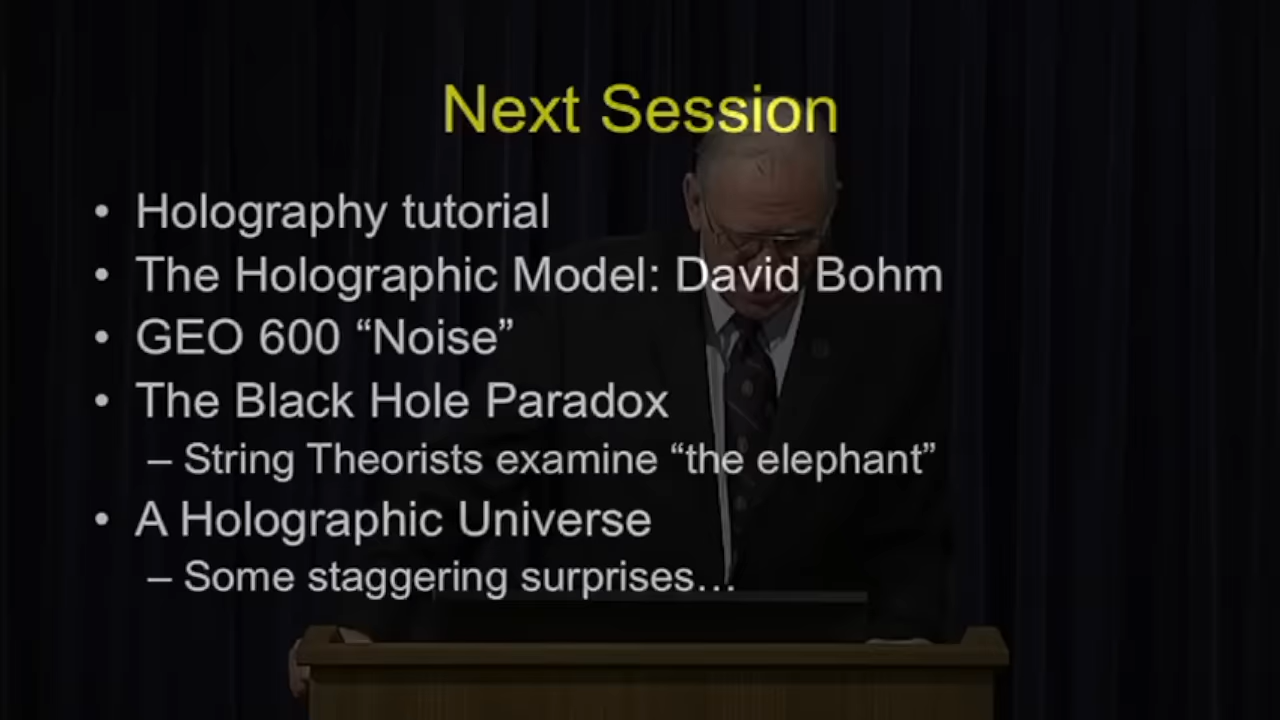 Next Session
• Holography tutorial
• The Holographic Model: David Bohm
• GEO 600 “Noise”
• The Black Hole Paradox
– String Theorists examine “the elephant”
• A Holographic Universe
– Some staggering surprises…